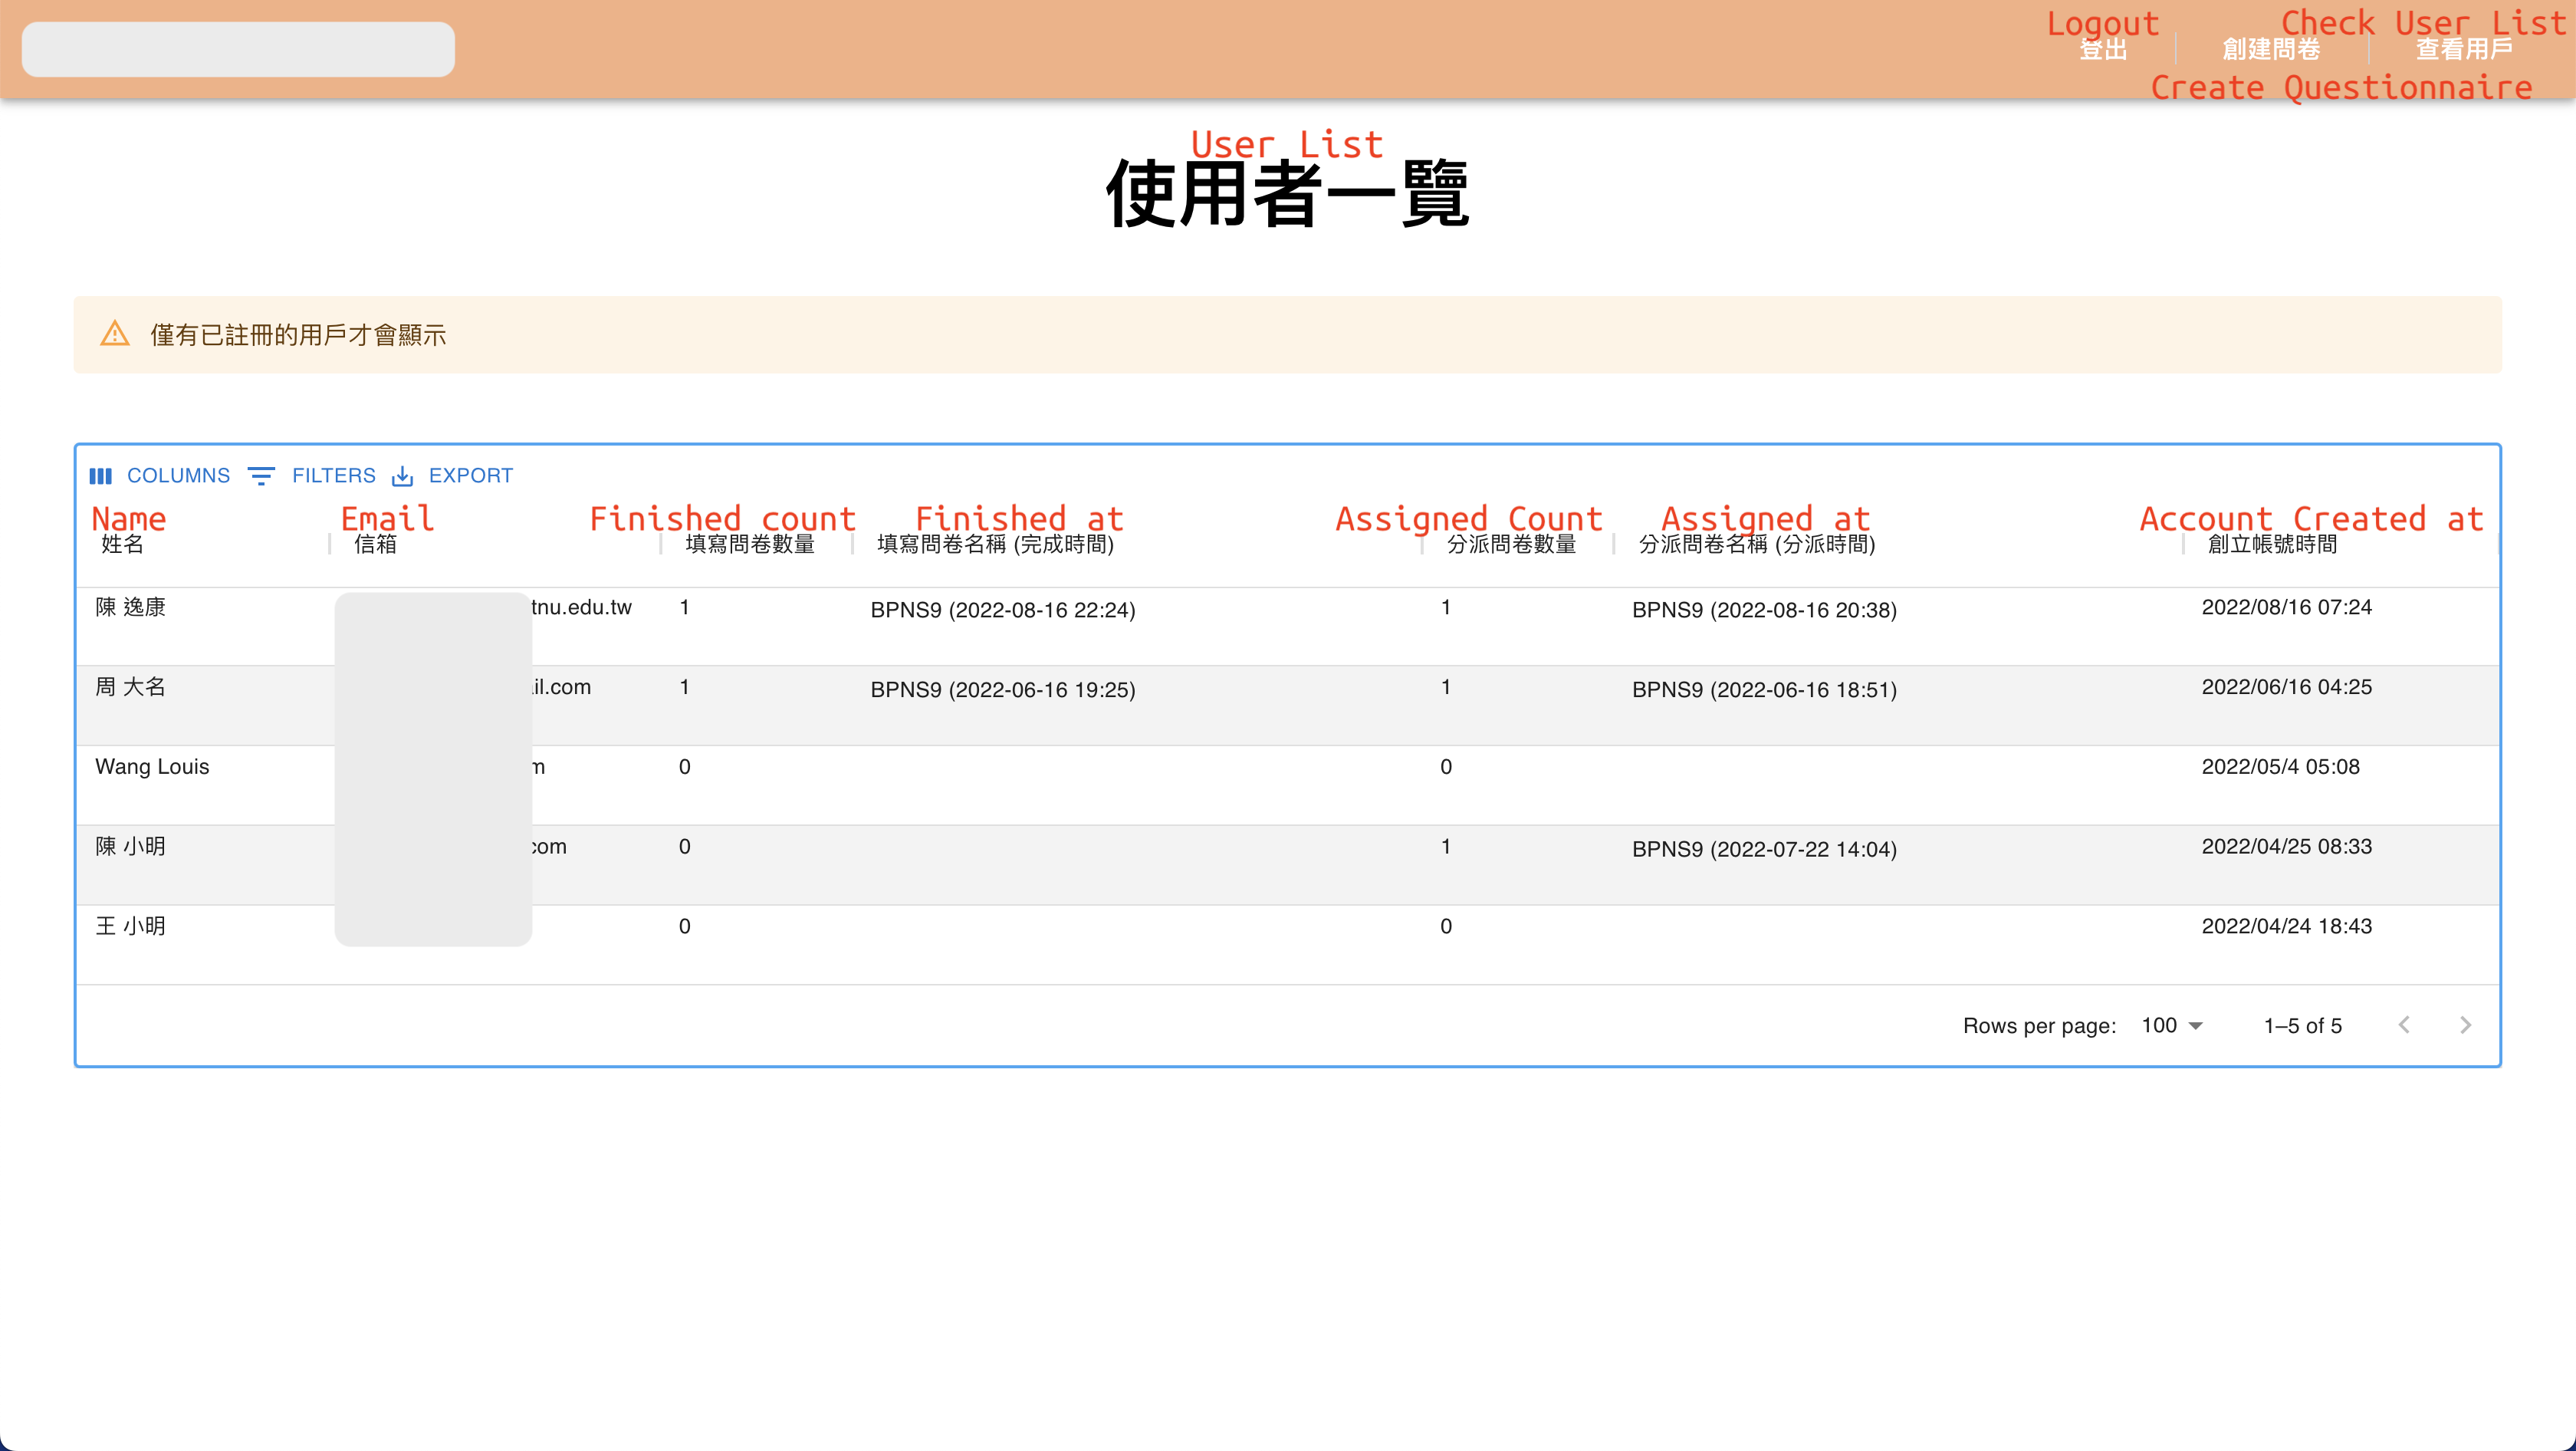 Logout Check User List
登出 創建問卷 查看用戶
Create Questionnaire
User List
使用者一覽
僅有已註冊的用戶才會顯示
COLUMNS FILTERS EXPORT
Name Email Finished count Finished at Assigned Count Assigned at Account Created at
姓名 信箱 填寫問卷數量 填寫問卷名稱 (完成時間) 分派問卷數量 分派問卷名稱 (分派時間) 創立帳號時間
陳 逸康 tnu.edu.tw 1 BPNS9 (2022-08-16 22:24) 1 BPNS9 (2022-08-16 20:38) 2022/08/16 07:24
周 大名 il.com 1 BPNS9 (2022-06-16 19:25) 1 BPNS9 (2022-06-16 18:51) 2022/06/16 04:25
Wang Louis m 0 0 2022/05/4 05:08
陳 小明 com 0 1 BPNS9 (2022-07-22 14:04) 2022/04/25 08:33
王 小明 0 0 2022/04/24 18:43
Rows per page: 100 1–5 of 5